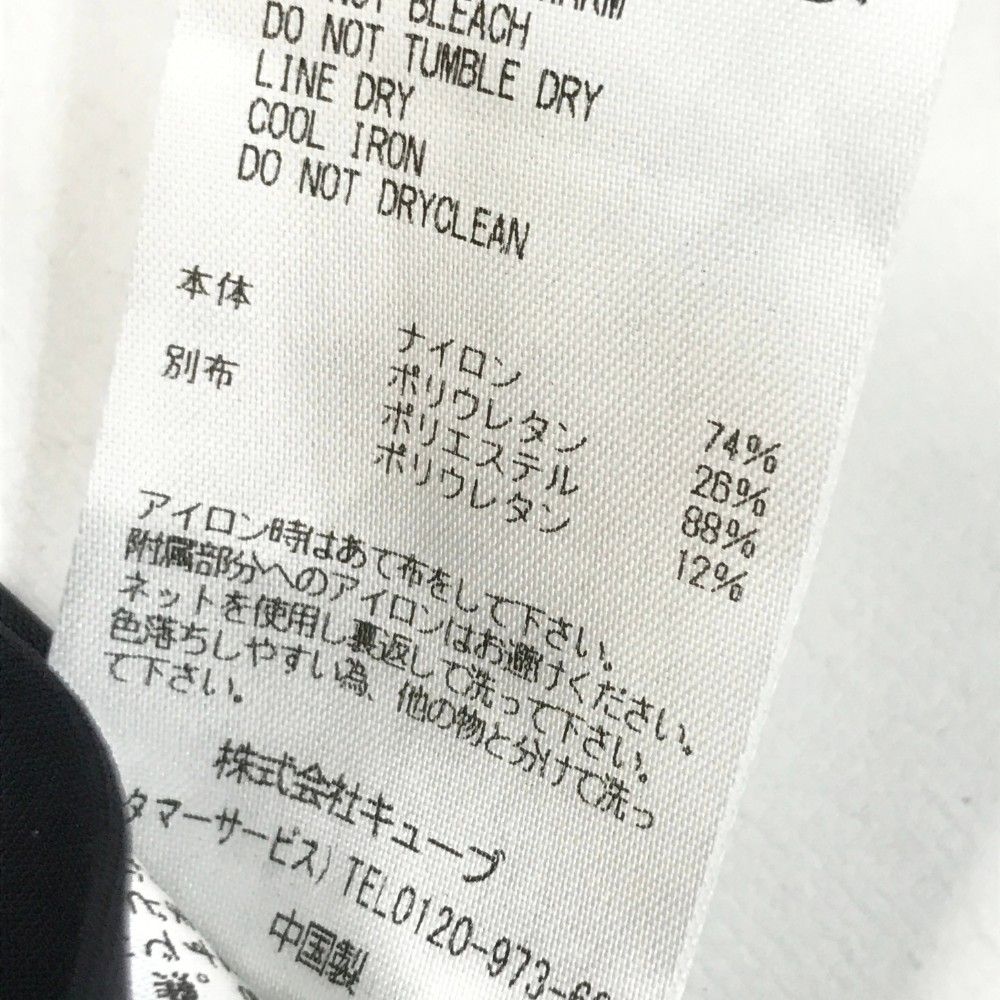 BLEACH
DO NOT TUMBLE DRY
LINE DRY
COOL IRON
DO NOT DRYCLEAN
本体 ナイロン 74%
ポリウレタン 26%
別布 ポリエステル 88%
ポリウレタン 12%
アイロン時はあて布をして下さい。
附属部分へのアイロンはお避けください。
ネットを使用し裏返して洗って下さい。
色落ちしやすい為、他の物と分けて洗っ
て下さい。
株式会社キューブ
タマーサービス) TEL0120-973-6
中国製